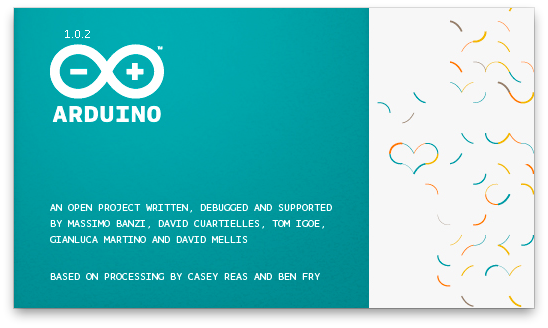 1.0.2
TM
ARDUINO
AN OPEN PROJECT WRITTEN, DEBUGGED AND SUPPORTED
BY MASSIMO BANZI, DAVID CUARTIELLES, TOM IGOE,
GIANLUCA MARTINO AND DAVID MELLIS
BASED ON PROCESSING BY CASEY REAS AND BEN FRY